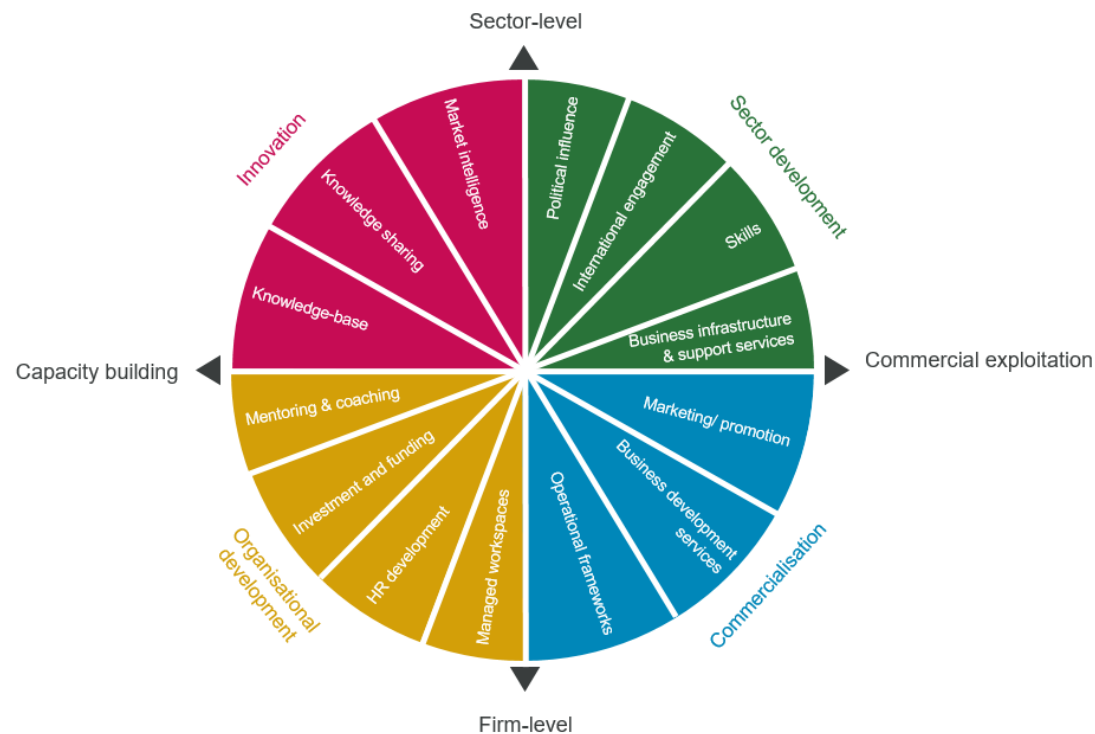 Sector-level
Innovation
Sector development
Market intelligence
Knowledge sharing
Knowledge-base
Political influence
International engagement
Skills
Business infrastructure
& support services
Capacity building
Commercial exploitation
Mentoring & coaching
Investment and funding
HR development
Managed workspaces
Marketing/ promotion
Business development
services
Operational frameworks
Organisational
development
Commercialisation
Firm-level